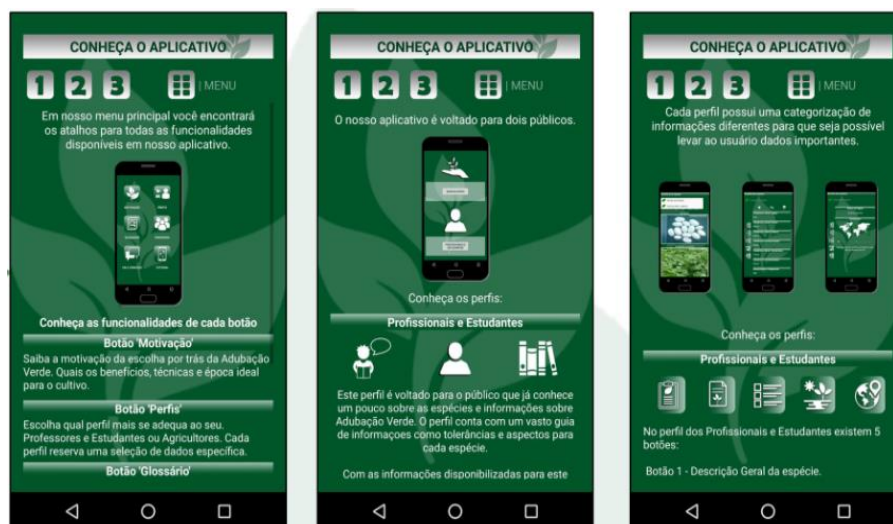 CONHEÇA O APLICATIVO
1 2 3 | MENU
Em nosso menu principal você encontrará
os atalhos para todas as funcionalidades
disponíveis em nosso aplicativo.
Conheça as funcionalidades de cada botão
Botão 'Motivação'
Saiba a motivação da escolha por trás da Adubação
Verde. Quais os benefícios, técnicas e época ideal
para o cultivo.
Botão 'Perfis'
Escolha qual perfil mais se adequa ao seu.
Professores e Estudantes ou Agricultores. Cada
perfil reserva uma seleção de dados específica.
Botão 'Glossário'
CONHEÇA O APLICATIVO
1 2 3 | MENU
O nosso aplicativo é voltado para dois públicos.
Conheça os perfis:
Profissionais e Estudantes
Este perfil é voltado para o público que já conhece
um pouco sobre as espécies e informações sobre
Adubação Verde. O perfil conta com um vasto guia
de informaçoes como tolerâncias e aspectos para
cada espécie.
Com as informações disponibilizadas para este
CONHEÇA O APLICATIVO
1 2 3 | MENU
Cada perfil possui uma categorização de
informações diferentes para que seja possível
levar ao usuário dados importantes.
Conheça os perfis:
Profissionais e Estudantes
No perfil dos Profissionais e Estudantes existem 5
botões:
Botão 1 - Descrição Geral da espécie.